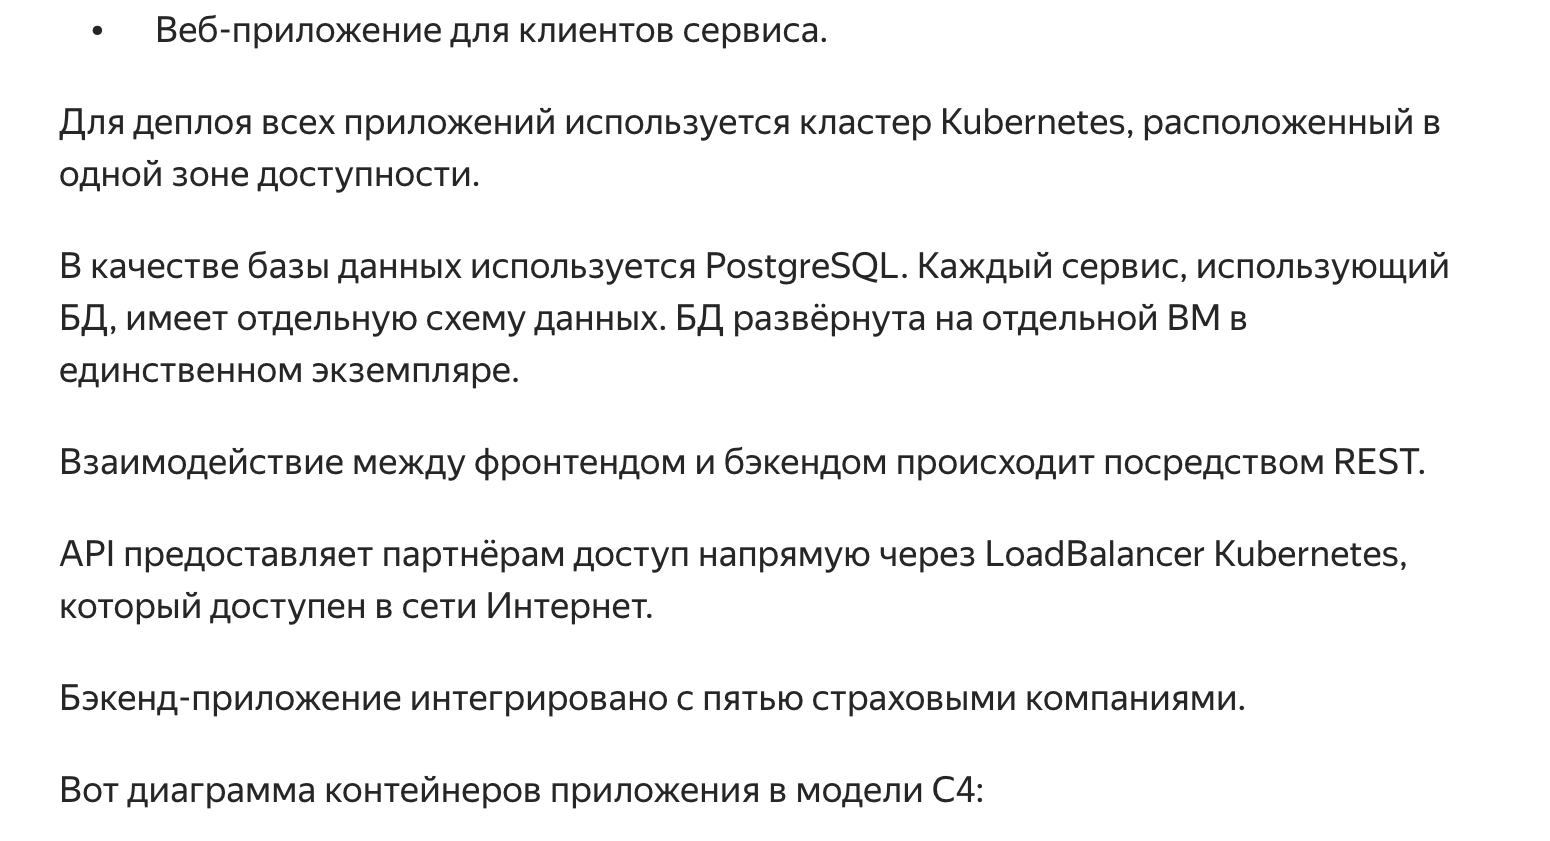 • Веб-приложение для клиентов сервиса.
Для деплоя всех приложений используется кластер Kubernetes, расположенный в
одной зоне доступности.
В качестве базы данных используется PostgreSQL. Каждый сервис, использующий
БД, имеет отдельную схему данных. БД развёрнута на отдельной ВМ в
единственном экземпляре.
Взаимодействие между фронтендом и бэкендом происходит посредством REST.
API предоставляет партнёрам доступ напрямую через LoadBalancer Kubernetes,
который доступен в сети Интернет.
Бэкенд-приложение интегрировано с пятью страховыми компаниями.
Вот диаграмма контейнеров приложения в модели C4: